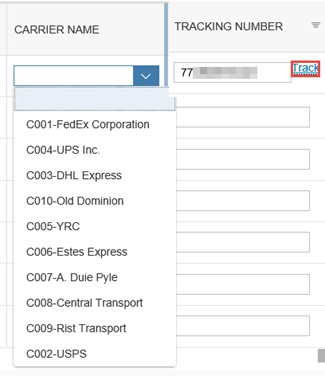 CARRIER NAME
TRACKING NUMBER
77
Track
C001-FedEx Corporation
C004-UPS Inc.
C003-DHL Express
C010-Old Dominion
C005-YRC
C006-Estes Express
C007-A. Duie Pyle
C008-Central Transport
C009-Rist Transport
C002-USPS